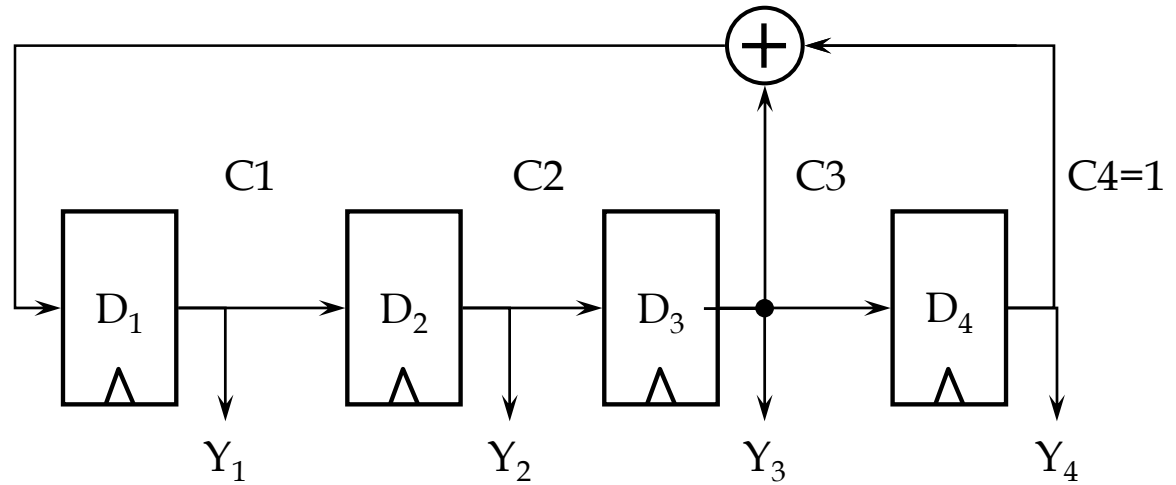 C1 C2 C3 C4=1
D₁ D₂ D₃ D₄
Y₁ Y₂ Y₃ Y₄